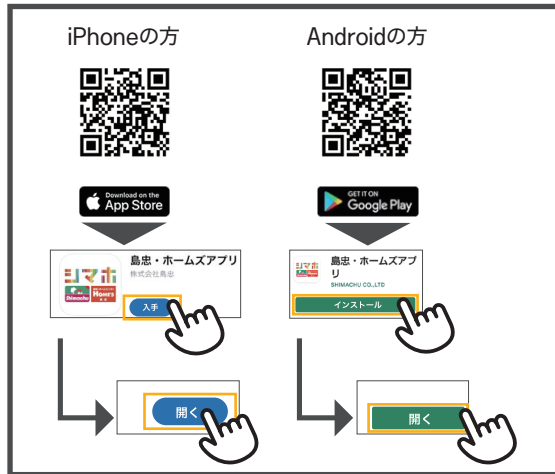 iPhoneの方
Androidの方
Download on the
App Store
GET IT ON
Google Play
島忠・ホームズアプリ
株式会社島忠
シマホ
Shimachu
HOME'S
入手
島忠・ホームズアプ
リ
SHIMACHU CO.,LTD
インストール
開く
開く